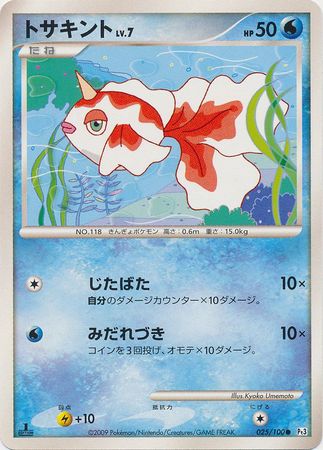 トサキント LV.7 HP 50
たね
NO.118 きんぎょポケモン 高さ：0.6m 重さ：15.0kg
じたばた 10×
自分のダメージカウンター×10ダメージ。
みだれづき 10×
コインを3回投げ、オモテ×10ダメージ。
Illus.Kyoko Umemoto
弱点 抵抗力 にげる
+10
1 EDITION ©2009 Pokémon/Nintendo/Creatures/GAME FREAK. 025/100 ● Pt3